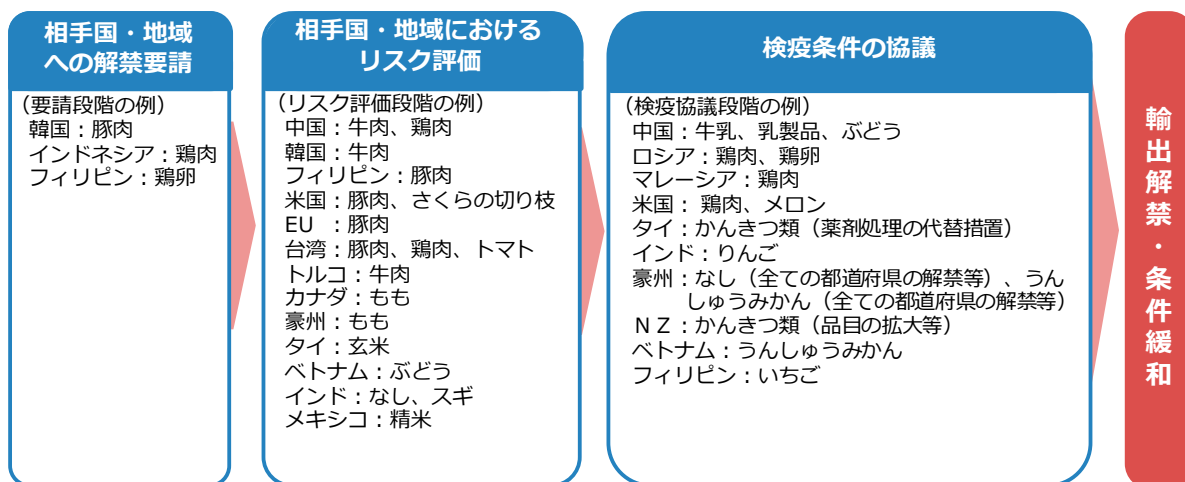 相手国・地域
への解禁要請
(要請段階の例)
韓国:豚肉
インドネシア:鶏肉
フィリピン:鶏卵
相手国・地域における
リスク評価
(リスク評価段階の例)
中国:牛肉、鶏肉
韓国:牛肉
フィリピン:豚肉
米国:豚肉、さくらの切り枝
EU :豚肉
台湾:豚肉、鶏肉、トマト
トルコ:牛肉
カナダ:もも
豪州:もも
タイ:玄米
ベトナム:ぶどう
インド:なし、スギ
メキシコ:精米
検疫条件の協議
(検疫協議段階の例)
中国:牛乳、乳製品、ぶどう
ロシア:鶏肉、鶏卵
マレーシア:鶏肉
米国: 鶏肉、メロン
タイ:かんきつ類(薬剤処理の代替措置)
インド:りんご
豪州:なし(全ての都道府県の解禁等)、うん
しゅうみかん(全ての都道府県の解禁等)
NZ:かんきつ類(品目の拡大等)
ベトナム:うんしゅうみかん
フィリピン:いちご
輸出解禁・条件緩和